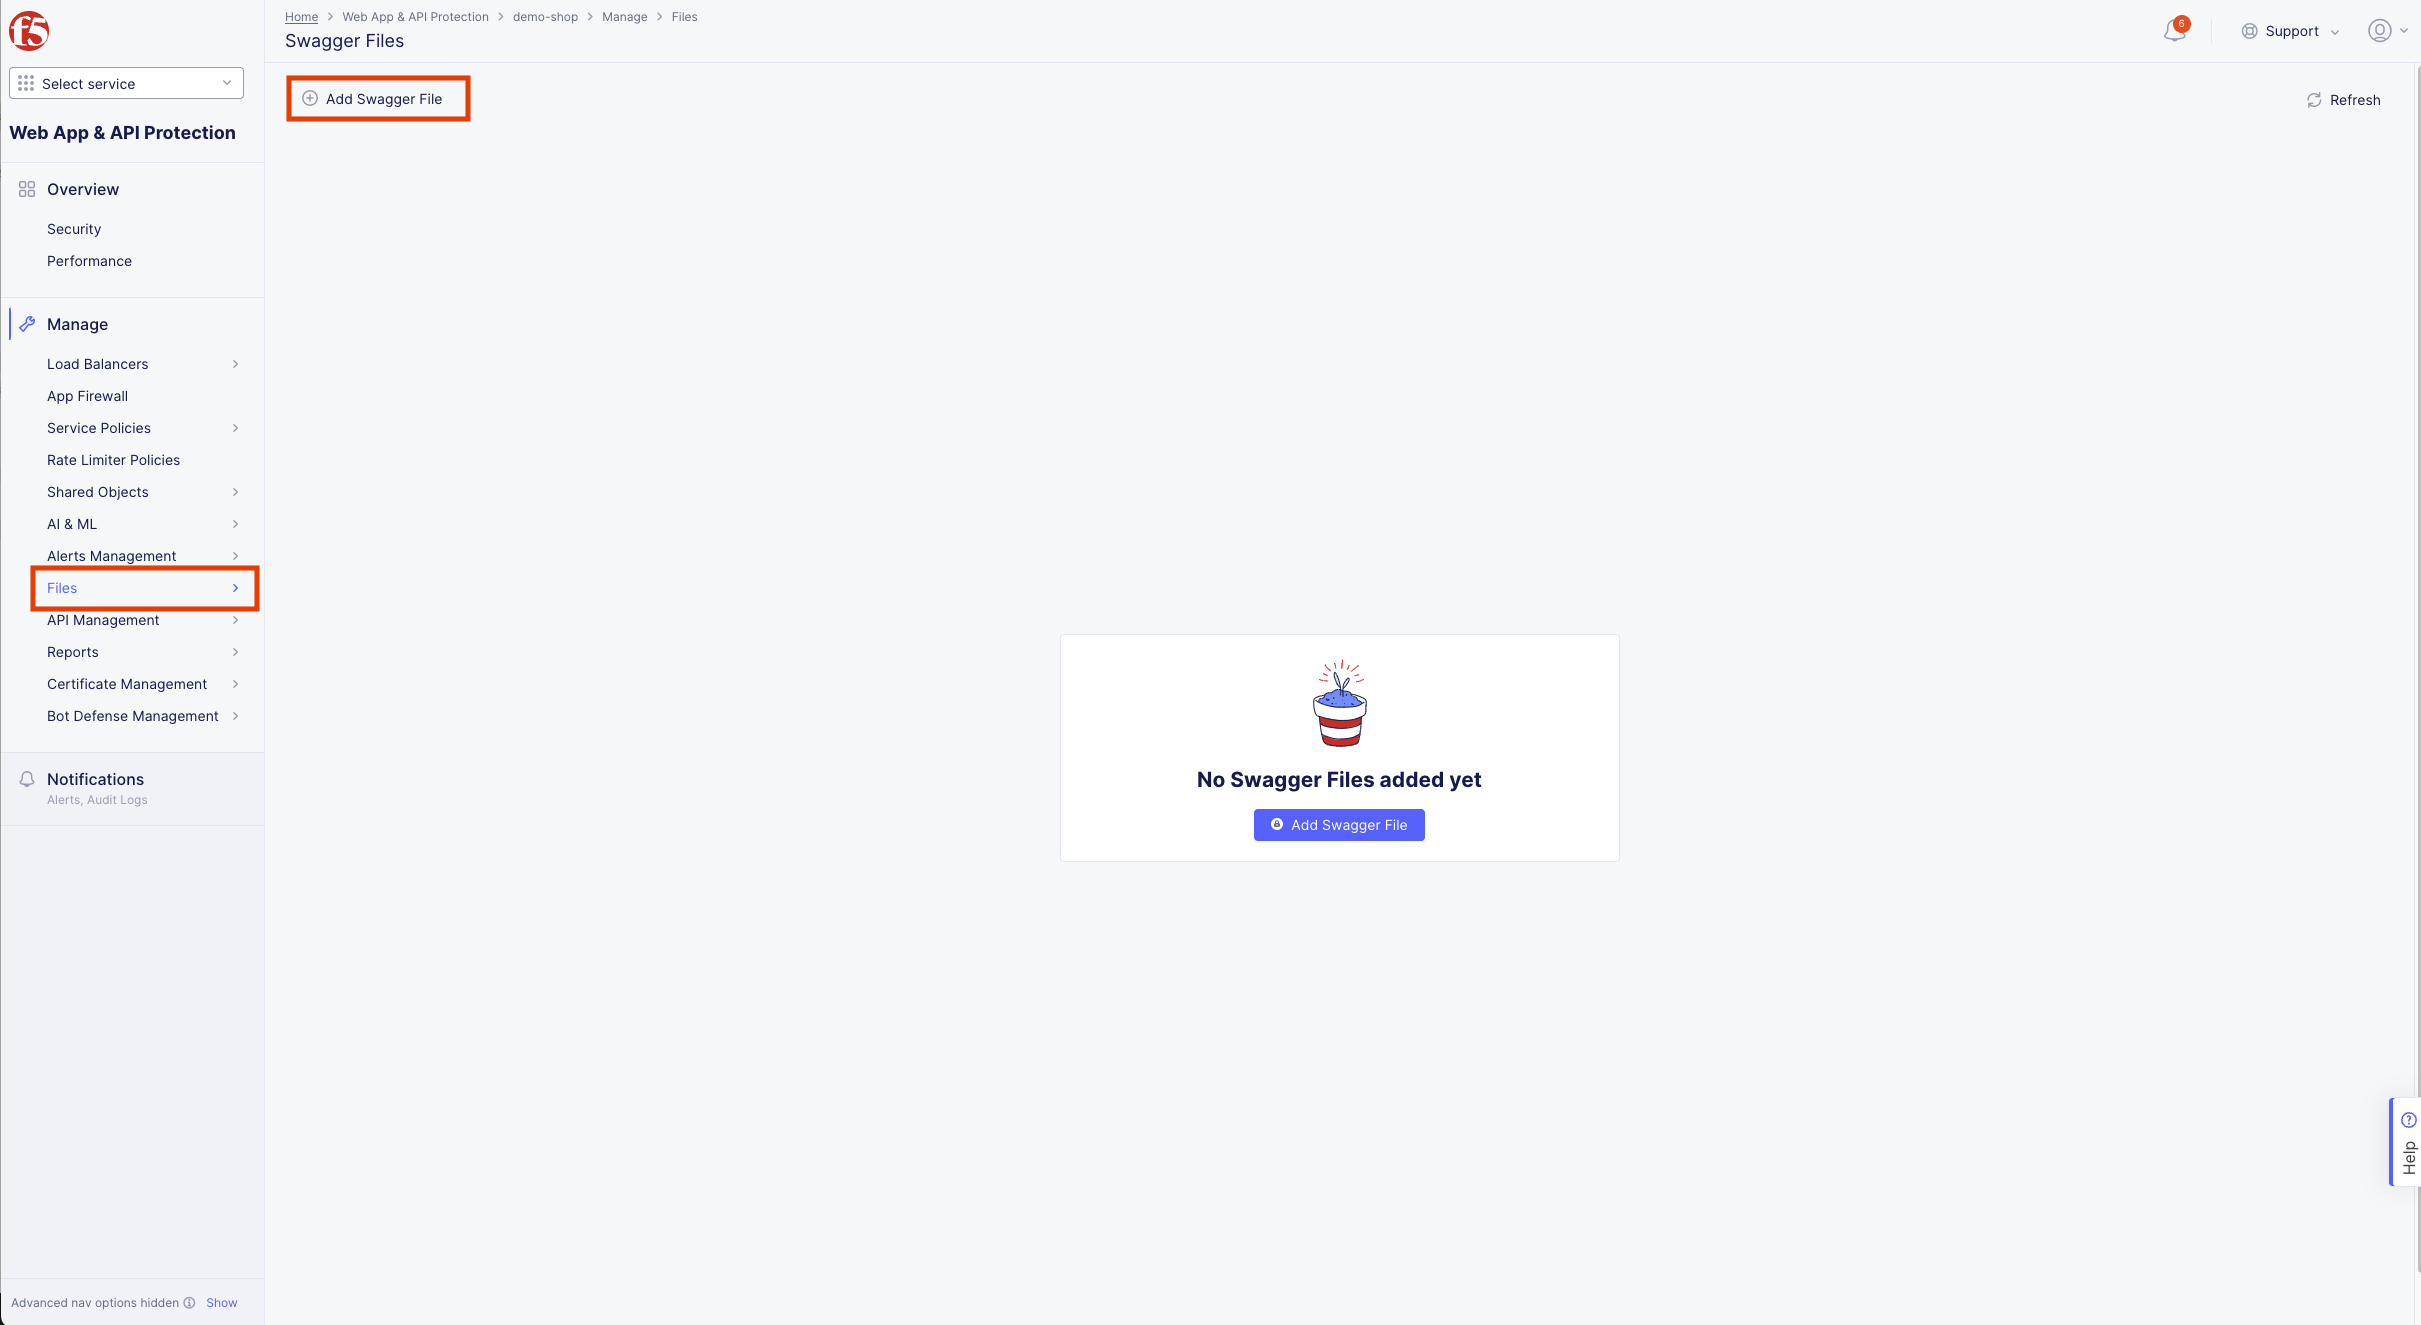 f5
Home > Web App & API Protection > demo-shop > Manage > Files
Swagger Files
6
Support
Select service
Web App & API Protection
Overview
Security
Performance
Manage
Load Balancers
App Firewall
Service Policies
Rate Limiter Policies
Shared Objects
AI & ML
Alerts Management
Files
API Management
Reports
Certificate Management
Bot Defense Management
Notifications
Alerts, Audit Logs
Advanced nav options hidden Show
Add Swagger File
Refresh
No Swagger Files added yet
Add Swagger File
Help